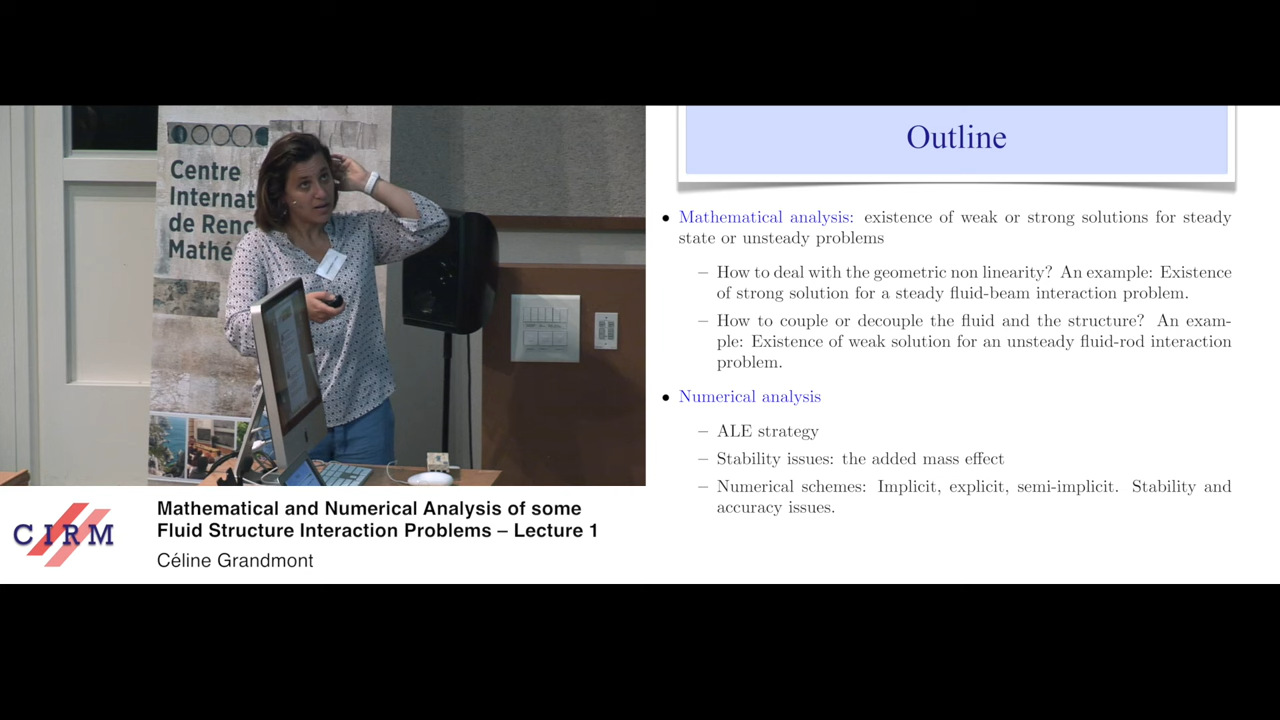 Centre
Internat
de Renc
Mathé
Outline
• Mathematical analysis: existence of weak or strong solutions for steady
state or unsteady problems
– How to deal with the geometric non linearity? An example: Existence
of strong solution for a steady fluid-beam interaction problem.
– How to couple or decouple the fluid and the structure? An exam-
ple: Existence of weak solution for an unsteady fluid-rod interaction
problem.
• Numerical analysis
– ALE strategy
– Stability issues: the added mass effect
– Numerical schemes: Implicit, explicit, semi-implicit. Stability and
accuracy issues.
CIRM
Mathematical and Numerical Analysis of some
Fluid Structure Interaction Problems – Lecture 1
Céline Grandmont